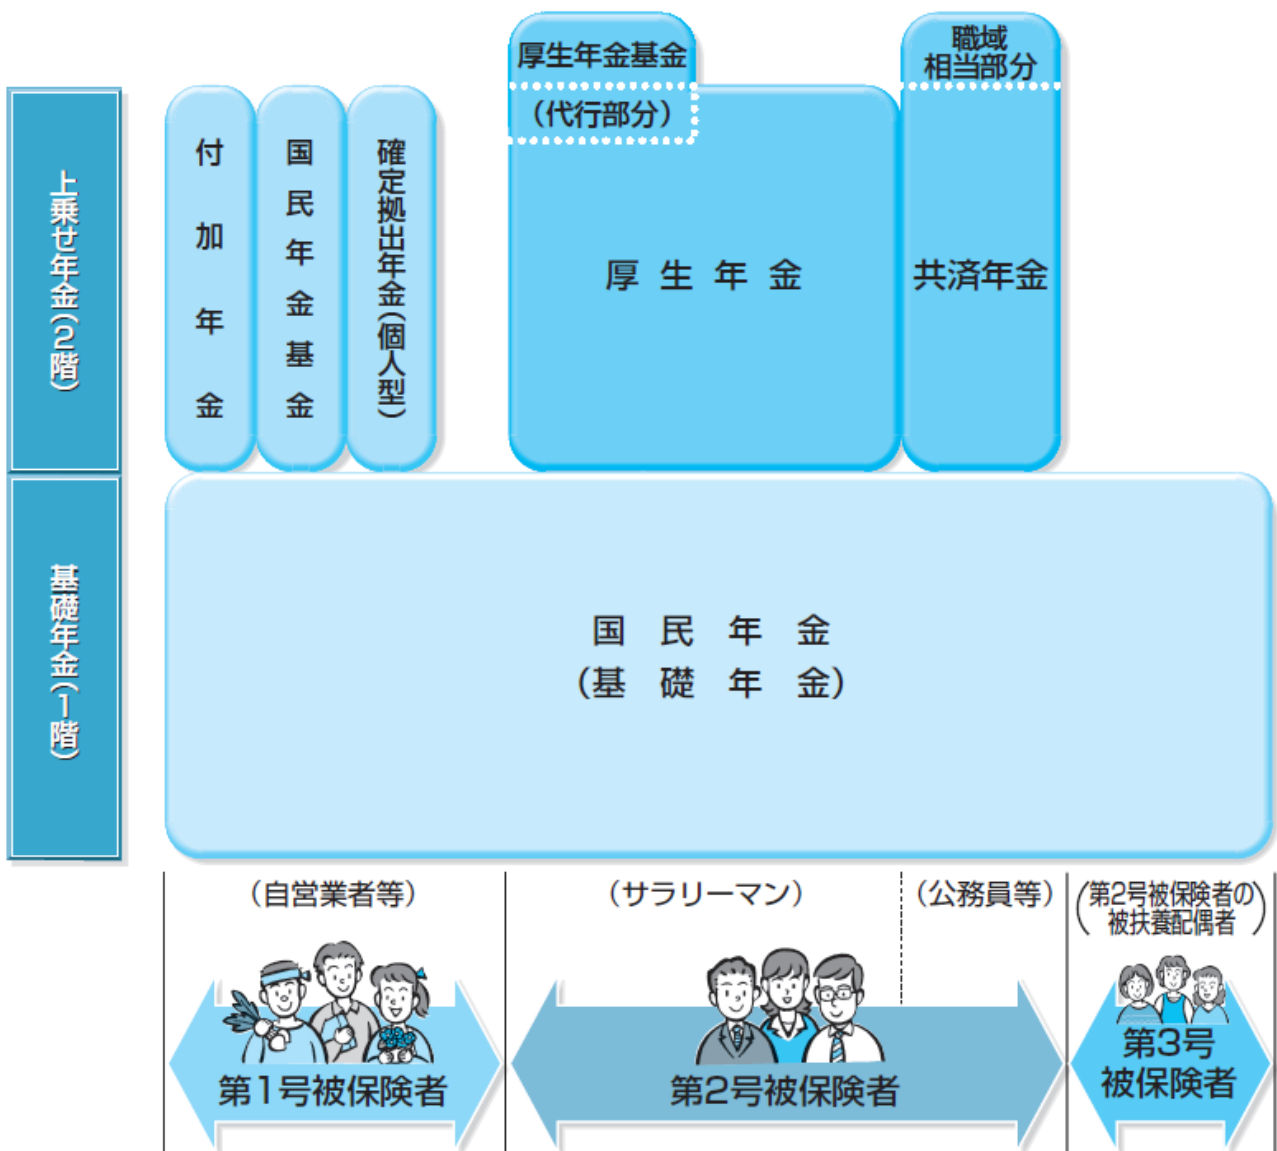 厚生年金基金
(代行部分)
職域
相当部分
上乗せ年金(2階)
付加年金
国民年金基金
確定拠出年金(個人型)
厚生年金
共済年金
基礎年金(1階)
国民年金
(基礎年金)
(自営業者等)
(サラリーマン)
(公務員等)
(第2号被保険者の
被扶養配偶者)
第1号被保険者
第2号被保険者
第3号
被保険者